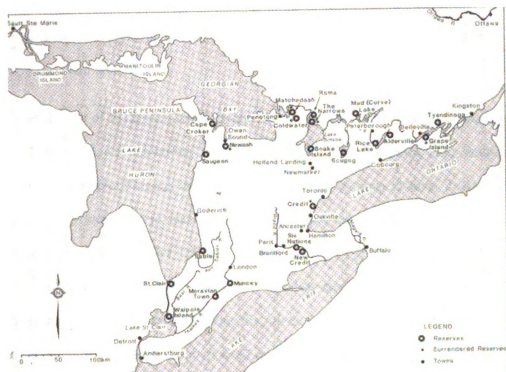 Sault Ste Marie
Ottawa
DRUMMOND
ISLAND
MANITOULIN
ISLAND
GEORGIAN
BAY
BRUCE PENINSULA
Cape
Croker
Owen
Sound
Newash
Saugeen
LAKE
HURON
Matchedash
Penetang
Coldwater
Rama
The
Narrows
Lake
Simcoe
Snake
Island
Holland Landing
Newmarket
Scugog
Mud (Curve)
Lake
Peterborough
Rice
Lake
Alderville
Belleville
Grape
Island
Tyendinaga
Kingston
Cobourg
LAKE
ONTARIO
Toronto
Credit
Oakville
Ancaster
Hamilton
Six
Nations
Paris
Brantford
New
Credit
Buffalo
Goderich
Sable
St. Clair
London
Moravian
Town
Muncey
Walpole
Island
Lake St Clair
Detroit
Amherstburg
LAKE
ERIE
N
0
50
100km
LEGEND
Reserves
Surrendered Reserves
Towns